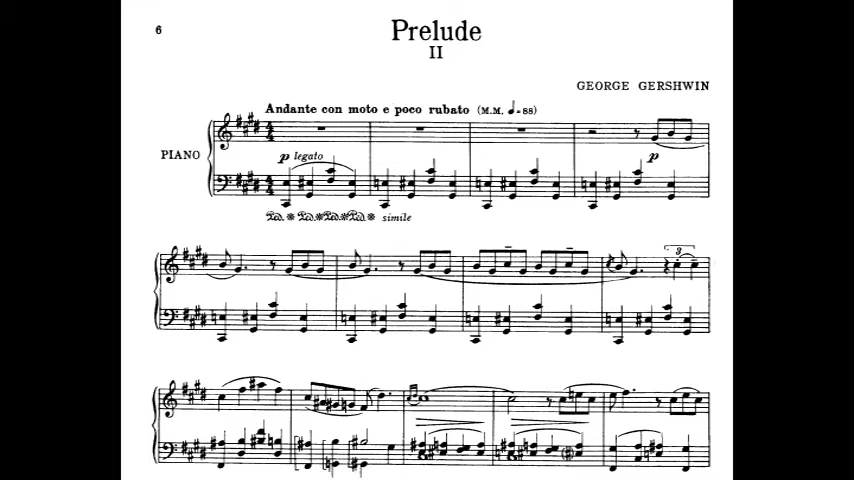 6
Prelude
II
GEORGE GERSHWIN
Andante con moto e poco rubato (M.M. ♩=88)
PIANO
p legato
p
simile
3